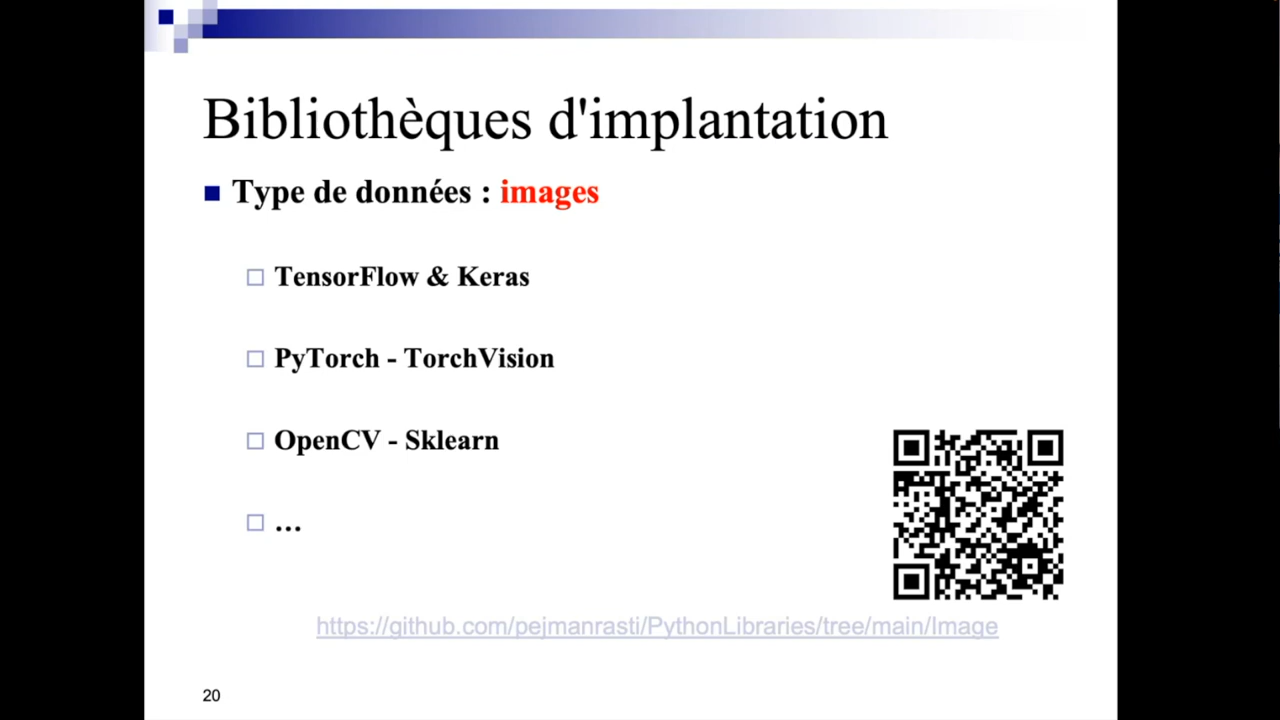 Bibliothèques d'implantation
Type de données : images
TensorFlow & Keras
PyTorch - TorchVision
OpenCV - Sklearn
...
https://github.com/pejmanrasti/PythonLibraries/tree/main/Image
20